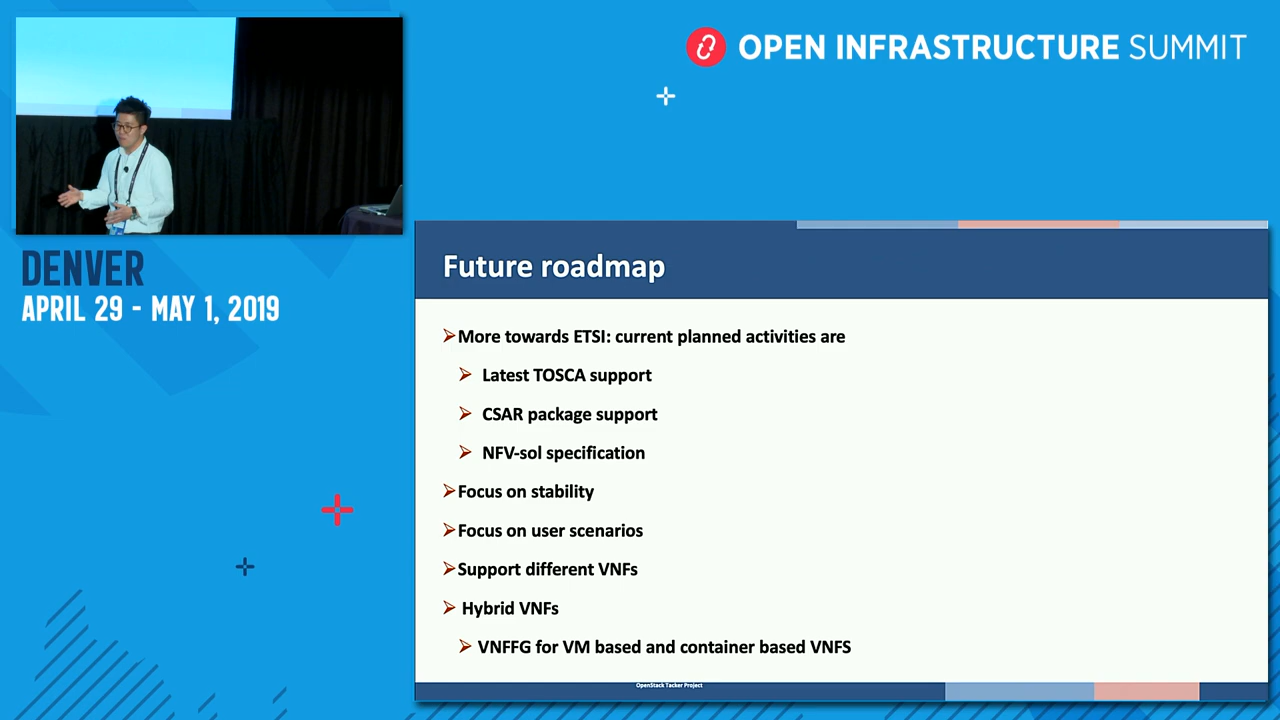 OPEN INFRASTRUCTURE SUMMIT
DENVER
APRIL 29 - MAY 1, 2019
Future roadmap
More towards ETSI: current planned activities are
Latest TOSCA support
CSAR package support
NFV-sol specification
Focus on stability
Focus on user scenarios
Support different VNFs
Hybrid VNFs
VNFFG for VM based and container based VNFS
OpenStack Tacker Project